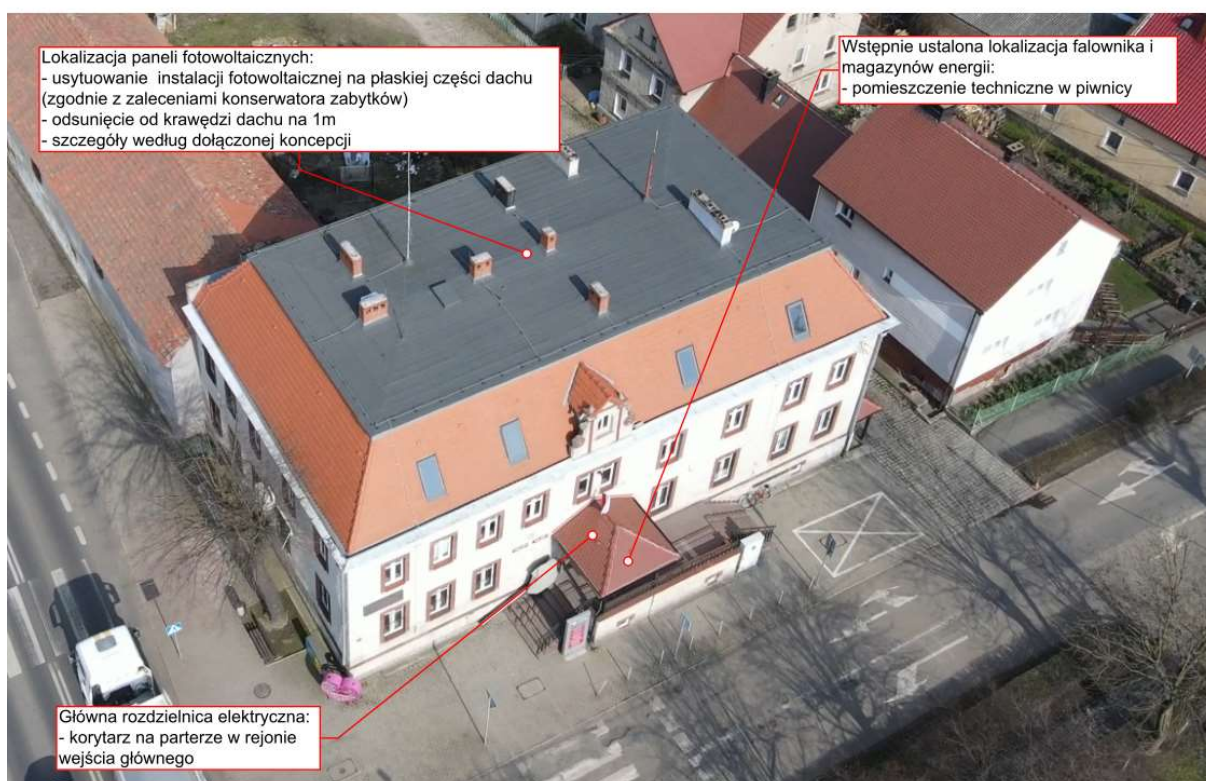 Lokalizacja paneli fotowoltaicznych:
- usytuowanie instalacji fotowoltaicznej na płaskiej części dachu
(zgodnie z zaleceniami konserwatora zabytków)
- odsunięcie od krawędzi dachu na 1m
- szczegóły według dołączonej koncepcji
Wstępnie ustalona lokalizacja falownika i
magazynów energii:
- pomieszczenie techniczne w piwnicy
Główna rozdzielnica elektryczna:
- korytarz na parterze w rejonie
wejścia głównego